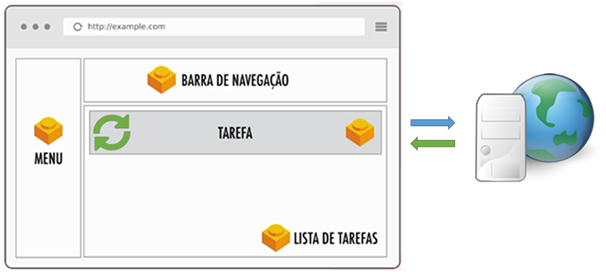 http://example.com
BARRA DE NAVEGAÇÃO
MENU
TAREFA
LISTA DE TAREFAS